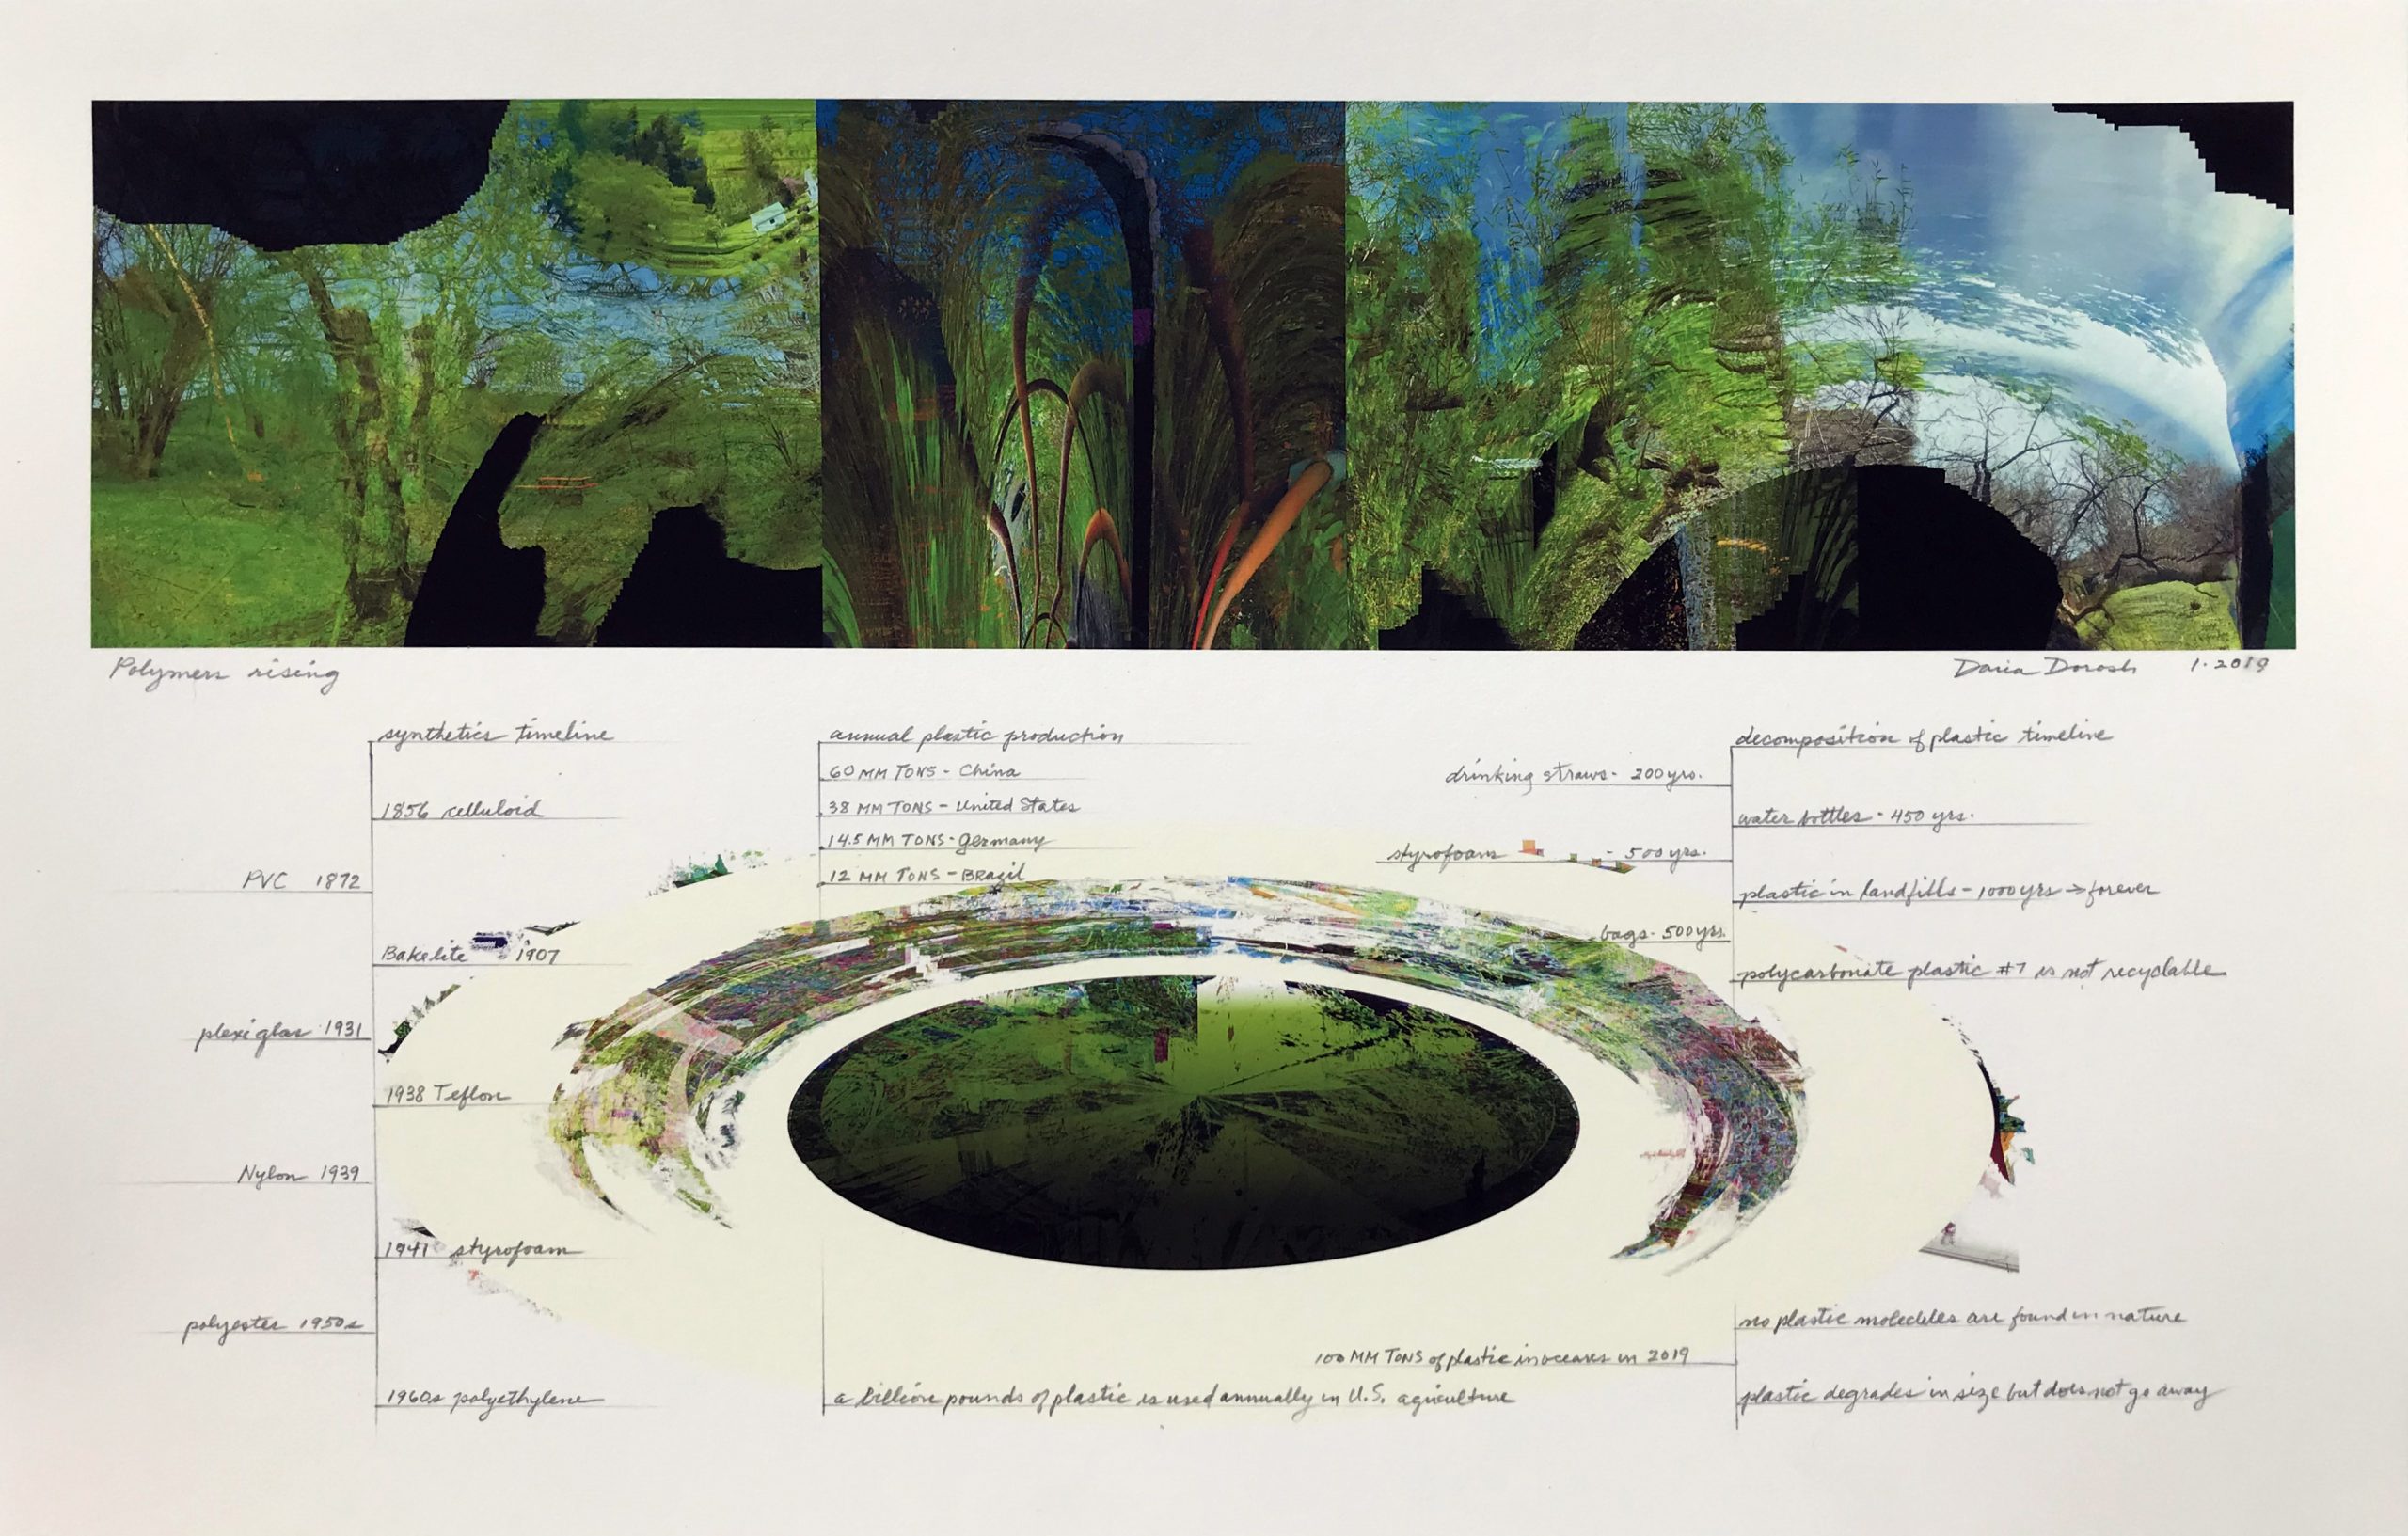 Polymers rising
Daria Dorosh 1·2019
synthetics timeline
1856 celluloid
PVC 1872
Bakelite 1907
plexiglas 1931
1938 Teflon
Nylon 1939
1941 styrofoam
polyester 1950s
1960s polyethylene
annual plastic production
60 MM TONS - China
38 MM TONS - United States
14.5 MM TONS - Germany
12 MM TONS - Brazil
a billion pounds of plastic is used annually in U.S. agriculture
decomposition of plastic timeline
drinking straws - 200 yrs.
water bottles - 450 yrs.
styrofoam - 500 yrs.
plastic in landfills - 1000 yrs → forever
bags - 500 yrs.
polycarbonate plastic #7 is not recyclable
no plastic molecules are found in nature
100 MM TONS of plastic in oceans in 2019
plastic degrades in size but does not go away